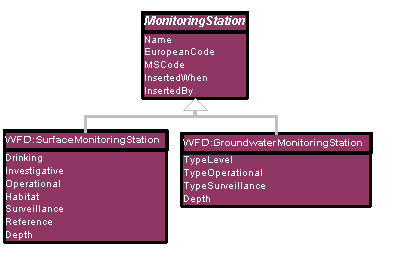 MonitoringStation
Name
EuropeanCode
MSCode
InsertedWhen
InsertedBy
WFD:SurfaceMonitoringStation
Drinking
Investigative
Operational
Habitat
Surveillance
Reference
Depth
WFD:GroundwaterMonitoringStation
TypeLevel
TypeOperational
TypeSurveillance
Depth